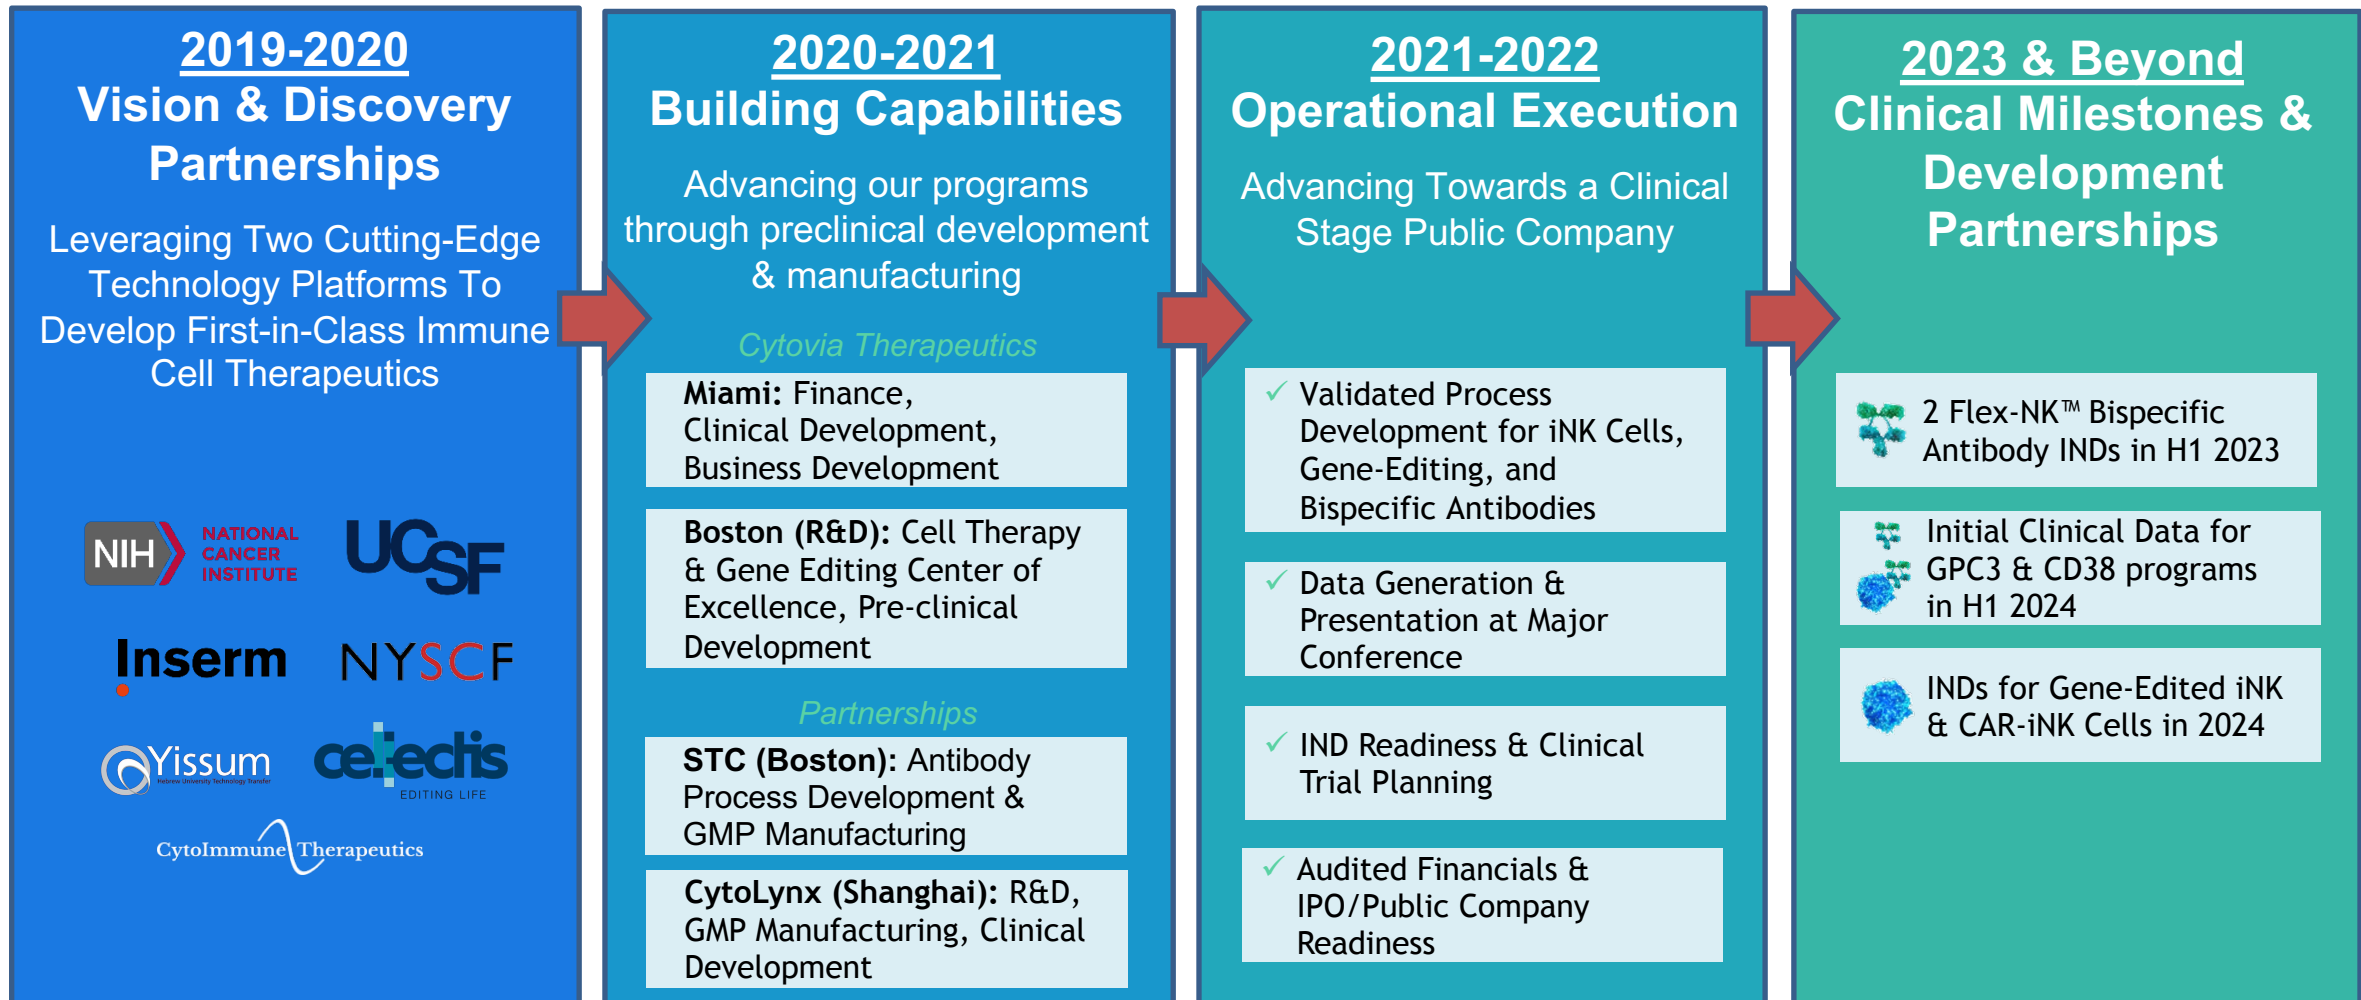 2019-2020
Vision & Discovery
Partnerships
Leveraging Two Cutting-Edge
Technology Platforms To
Develop First-in-Class Immune
Cell Therapeutics
NIH
NATIONAL
CANCER
INSTITUTE
UCSF
Inserm
NYSCF
Yissum
Hebrew University Technology Transfer
cellectis
EDITING LIFE
CytoImmune Therapeutics
2020-2021
Building Capabilities
Advancing our programs
through preclinical development
& manufacturing
Cytovia Therapeutics
Miami: Finance,
Clinical Development,
Business Development
Boston (R&D): Cell Therapy
& Gene Editing Center of
Excellence, Pre-clinical
Development
Partnerships
STC (Boston): Antibody
Process Development &
GMP Manufacturing
CytoLynx (Shanghai): R&D,
GMP Manufacturing, Clinical
Development
2021-2022
Operational Execution
Advancing Towards a Clinical
Stage Public Company
✓ Validated Process
Development for iNK Cells,
Gene-Editing, and
Bispecific Antibodies
✓ Data Generation &
Presentation at Major
Conference
✓ IND Readiness & Clinical
Trial Planning
✓ Audited Financials &
IPO/Public Company
Readiness
2023 & Beyond
Clinical Milestones &
Development
Partnerships
2 Flex-NK™ Bispecific
Antibody INDs in H1 2023
Initial Clinical Data for
GPC3 & CD38 programs
in H1 2024
INDs for Gene-Edited iNK
& CAR-iNK Cells in 2024